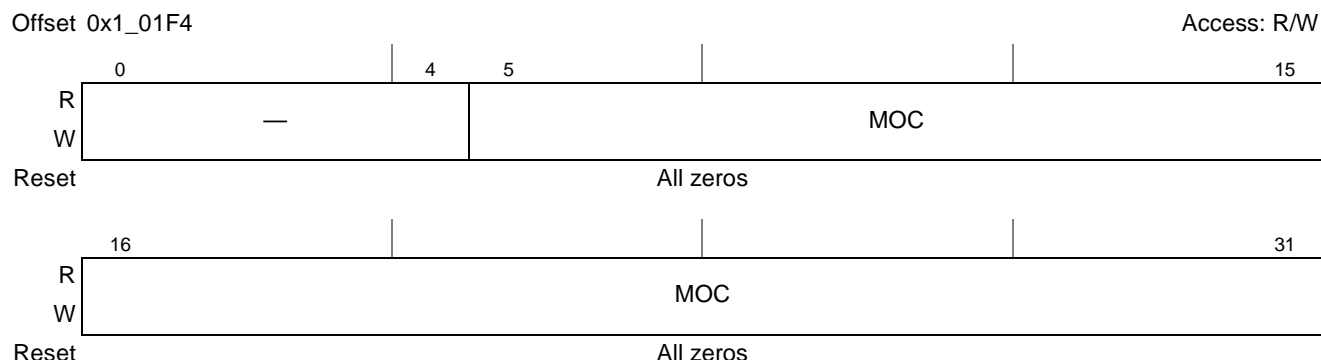 Offset 0x1_01F4 Access: R/W
0 4 5 15
R
— MOC
W
Reset All zeros
16 31
R
MOC
W
Reset All zeros